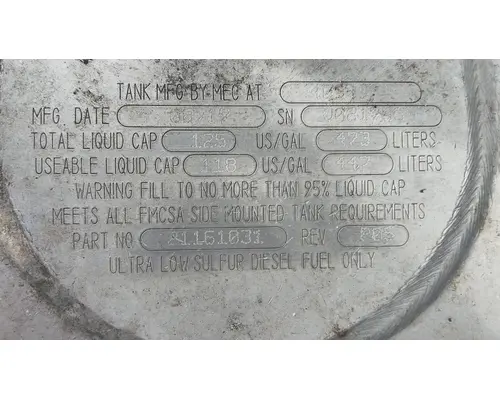 TANK MFG BY MEC AT
MFG. DATE SN
TOTAL LIQUID CAP 125 US/GAL 473 LITERS
USEABLE LIQUID CAP 118 US/GAL 447 LITERS
WARNING FILL TO NO MORE THAN 95% LIQUID CAP
MEETS ALL FMCSA SIDE MOUNTED TANK REQUIREMENTS
PART NO A1161031 REV
ULTRA LOW SULFUR DIESEL FUEL ONLY